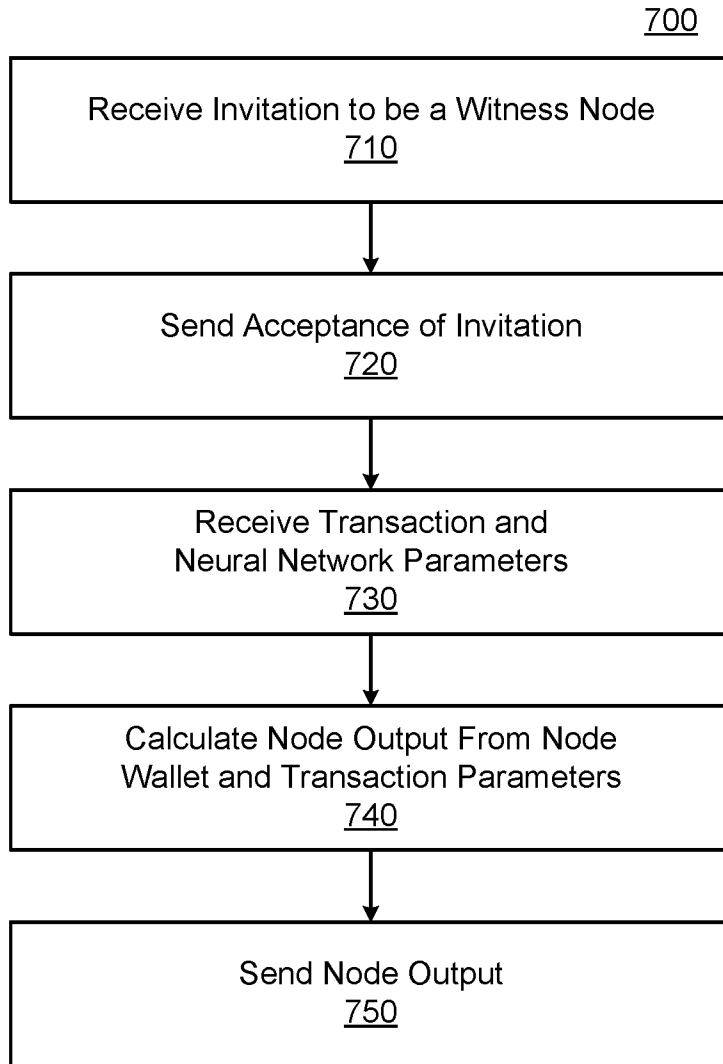 700
Receive Invitation to be a Witness Node
710
Send Acceptance of Invitation
720
Receive Transaction and
Neural Network Parameters
730
Calculate Node Output From Node
Wallet and Transaction Parameters
740
Send Node Output
750